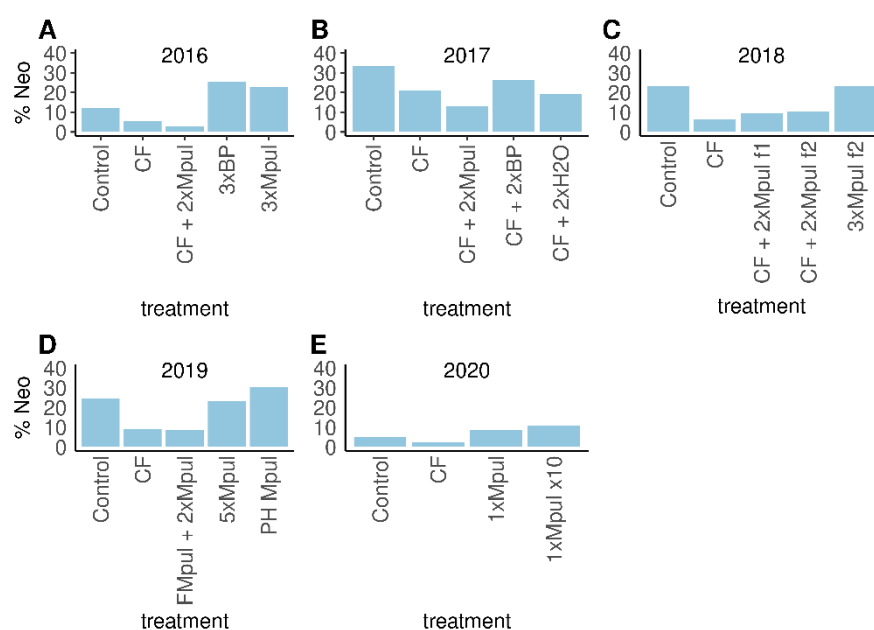 A
2016
% Neo
40
30
20
10
0
Control
CF
CF + 2xMpul
3xBP
3xMpul
treatment
B
2017
40
30
20
10
0
Control
CF
CF + 2xMpul
CF + 2xBP
CF + 2xH2O
treatment
C
2018
40
30
20
10
0
Control
CF
CF + 2xMpul f1
CF + 2xMpul f2
3xMpul f2
treatment
D
2019
% Neo
40
30
20
10
0
Control
CF
FMpul + 2xMpul
5xMpul
PH Mpul
treatment
E
2020
40
30
20
10
0
Control
CF
1xMpul
1xMpul x10
treatment